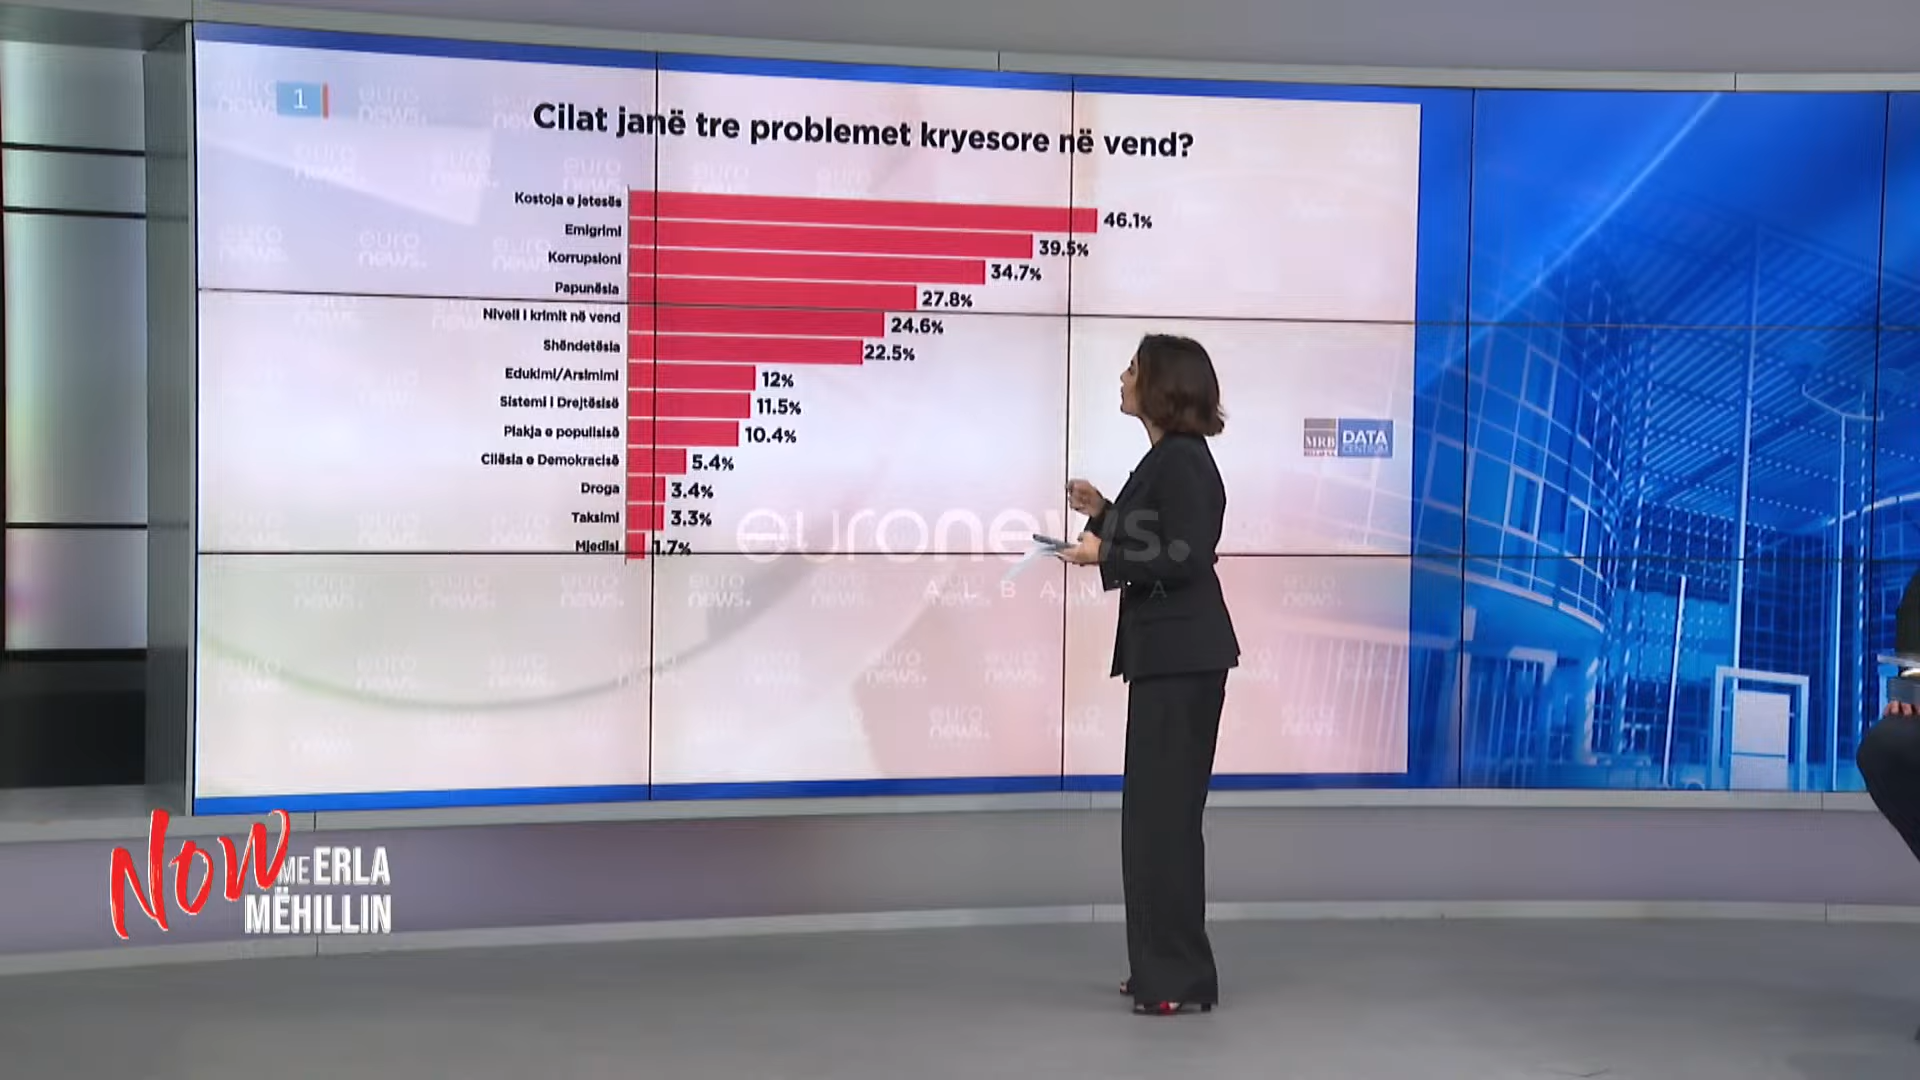 1
Cilat janë tre problemet kryesore në vend?
Kostoja e jetesës 46.1%
Emigrimi 39.5%
Korrupsioni 34.7%
Papunësia 27.8%
Niveli i krimit në vend 24.6%
Shëndetësia 22.5%
Edukimi/Arsimimi 12%
Sistemi i Drejtësisë 11.5%
Plakja e popullsisë 10.4%
Cilësia e Demokracisë 5.4%
Droga 3.4%
Taksimi 3.3%
Mjedisi 1.7%
MRB
DATA
CENTRUM
euronews.
ALBANIA
NOW
ME ERLA
MËHILLIN